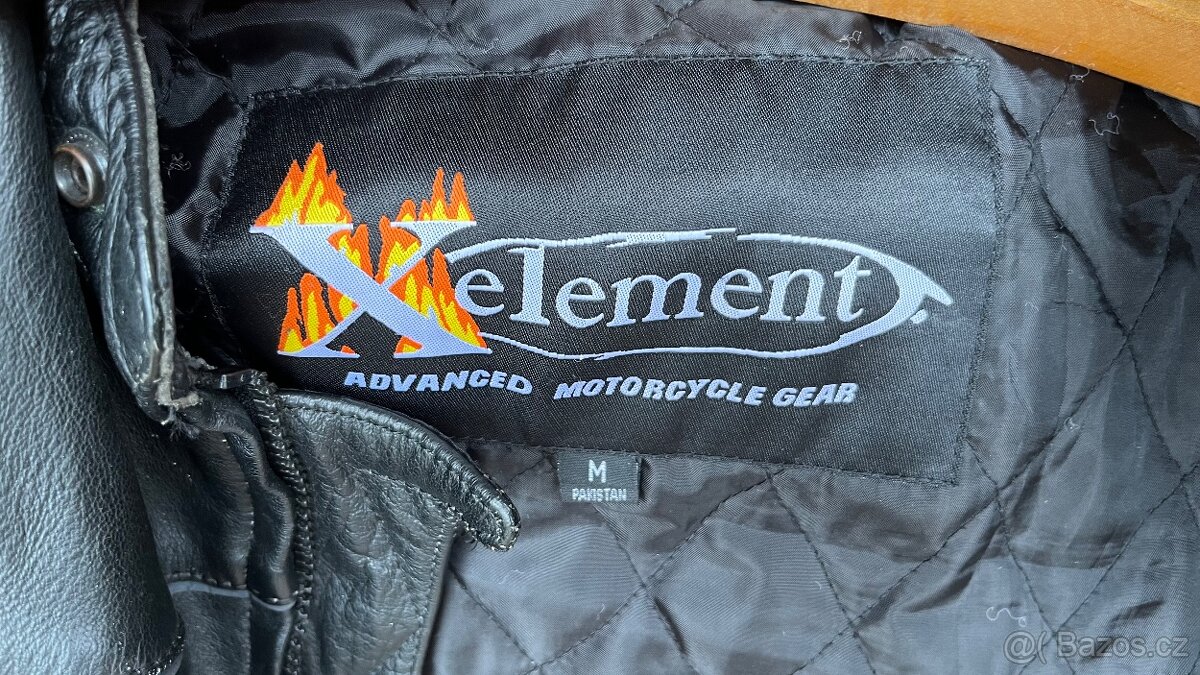 Xelement
ADVANCED MOTORCYCLE GEAR
M
PAKISTAN
Bazos.cz